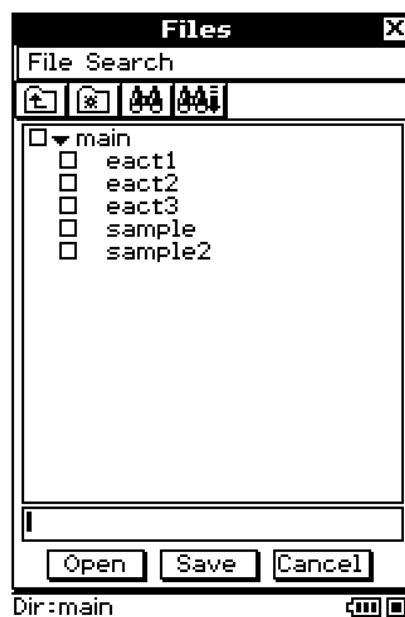 Files
File Search
main
eact1
eact2
eact3
sample
sample2
Open Save Cancel
Dir:main